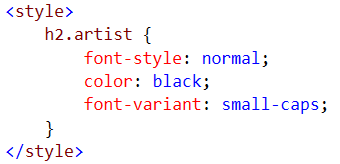 <style>
    h2.artist {
        font-style: normal;
        color: black;
        font-variant: small-caps;
    }
</style>